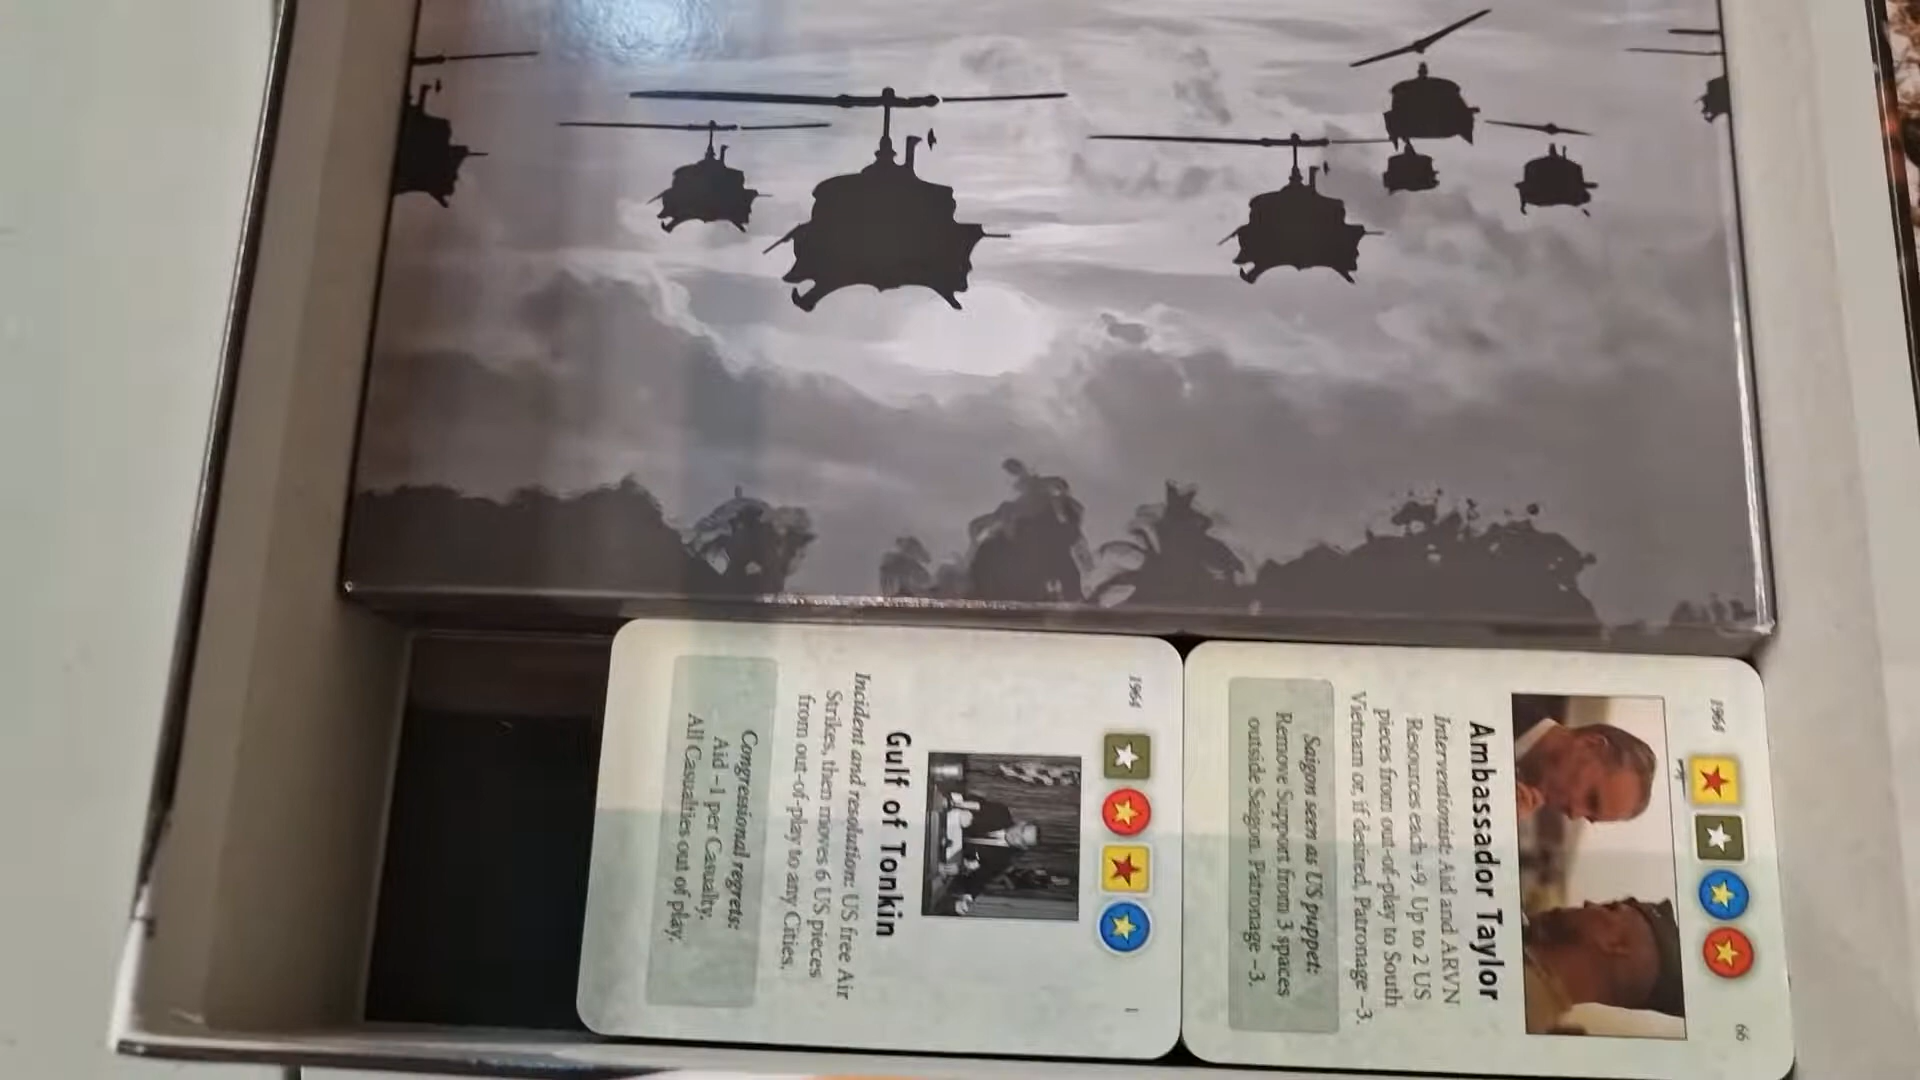 1964
1
Gulf of Tonkin
Incident and resolution: US free Air
Strikes, then moves 6 US pieces
from out-of-play to any Cities.
Congressional regrets:
Aid –1 per Casualty.
All Casualties out of play.
1964
66
Ambassador Taylor
Interventionist: Aid and ARVN
Resources each +9. Up to 2 US
pieces from out-of-play to South
Vietnam or, if desired, Patronage –3.
Saigon seen as US puppet:
Remove Support from 3 spaces
outside Saigon. Patronage –3.